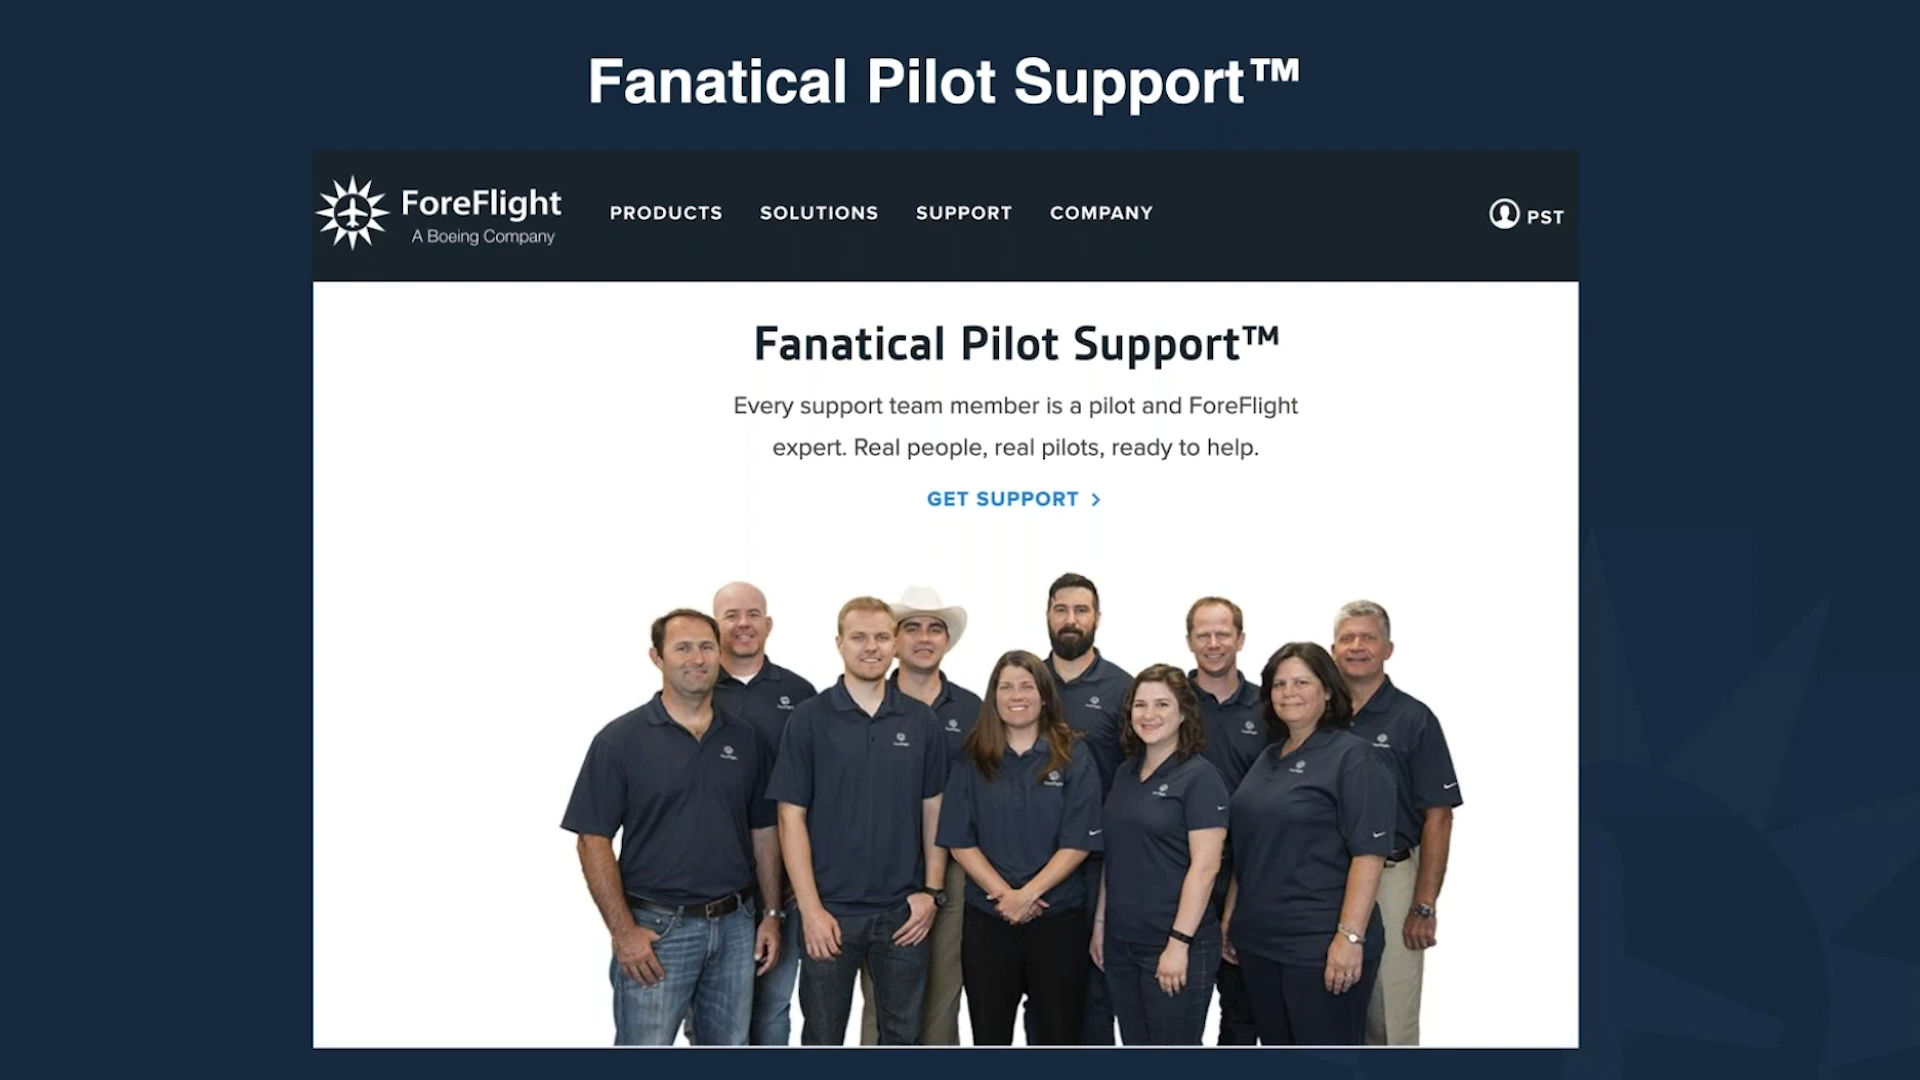 Fanatical Pilot Support™
ForeFlight
A Boeing Company
PRODUCTS SOLUTIONS SUPPORT COMPANY
PST
Fanatical Pilot Support™
Every support team member is a pilot and ForeFlight
expert. Real people, real pilots, ready to help.
GET SUPPORT >